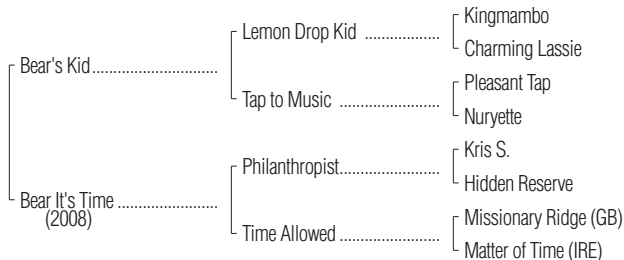 Kingmambo
Lemon Drop Kid ....................
Charming Lassie
Bear's Kid.........................
Pleasant Tap
Tap to Music ....................
Nuryette
Kris S.
Philanthropist....................
Hidden Reserve
Bear It's Time ....................
(2008)
Missionary Ridge (GB)
Time Allowed ....................
Matter of Time (IRE)